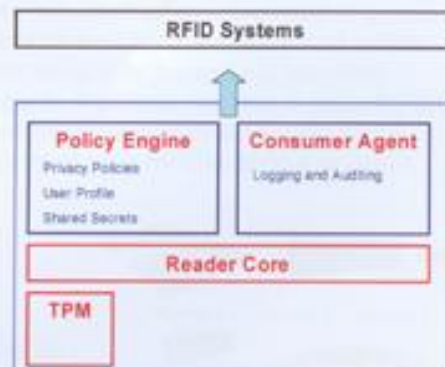 RFID Systems
Policy Engine
Privacy Policies
User Profile
Shared Secrets
Consumer Agent
Logging and Auditing
Reader Core
TPM